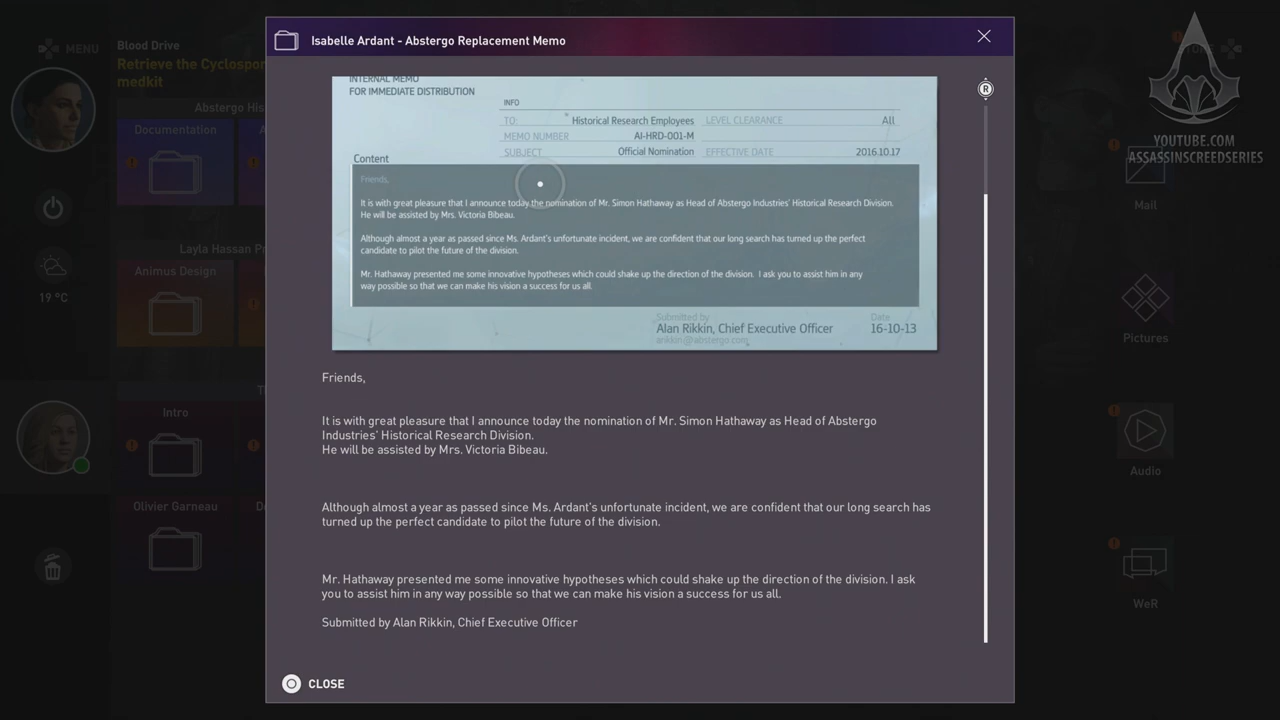 Isabelle Ardant - Abstergo Replacement Memo
MENU
Blood Drive
Retrieve the Cyclospor
medkit
Abstergo His
Documentation
19 °C
Layla Hassan Pr
Animus Design
Intro
Olivier Garneau
INTERNAL MEMO
FOR IMMEDIATE DISTRIBUTION
INFO
TO: Historical Research Employees LEVEL CLEARANCE All
MEMO NUMBER AI-HRD-001-M
SUBJECT Official Nomination EFFECTIVE DATE 2016.10.17
Content
Friends,
It is with great pleasure that I announce today the nomination of Mr. Simon Hathaway as Head of Abstergo Industries' Historical Research Division.
He will be assisted by Mrs. Victoria Bibeau.
Although almost a year as passed since Ms. Ardant's unfortunate incident, we are confident that our long search has turned up the perfect
candidate to pilot the future of the division.
Mr. Hathaway presented me some innovative hypotheses which could shake up the direction of the division. I ask you to assist him in any
way possible so that we can make his vision a success for us all.
Submitted by Date
Alan Rikkin, Chief Executive Officer 16-10-13
arikkin@abstergo.com
Friends,
It is with great pleasure that I announce today the nomination of Mr. Simon Hathaway as Head of Abstergo
Industries' Historical Research Division.
He will be assisted by Mrs. Victoria Bibeau.
Although almost a year as passed since Ms. Ardant's unfortunate incident, we are confident that our long search has
turned up the perfect candidate to pilot the future of the division.
Mr. Hathaway presented me some innovative hypotheses which could shake up the direction of the division. I ask
you to assist him in any way possible so that we can make his vision a success for us all.
Submitted by Alan Rikkin, Chief Executive Officer
CLOSE
R
YOUTUBE.COM
ASSASSINSCREEDSERIES
Mail
Pictures
Audio
WeR